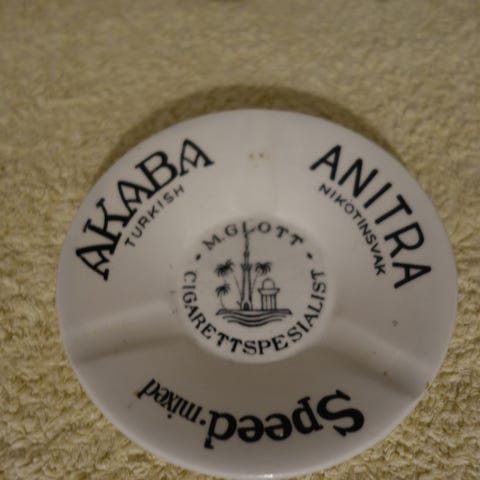 AKABA
TURKISH
ANITRA
NIKOTINSVAK
• M.GLOTT •
CIGARETTSPESIALIST
Speed•mixed